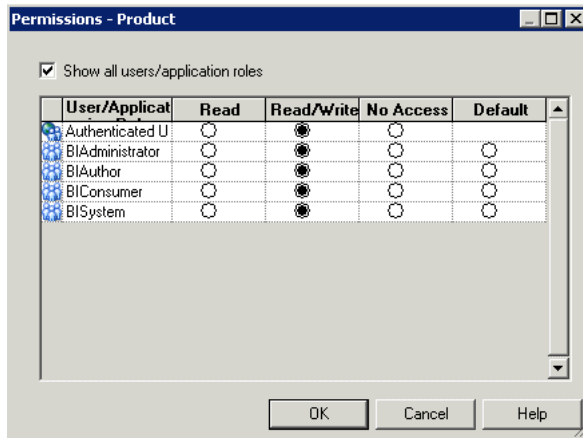 Permissions - Product
Show all users/application roles
User/Applicat Read Read/Write No Access Default
Authenticated U
BIAdministrator
BIAuthor
BIConsumer
BISystem
OK Cancel Help